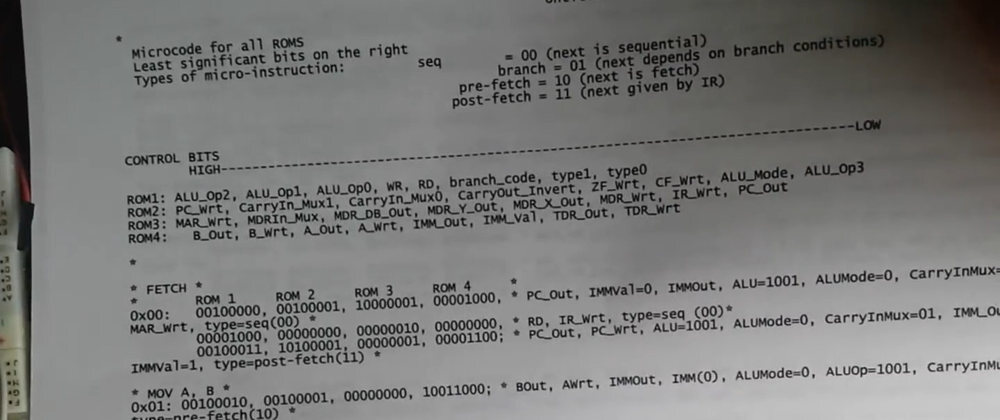 *
Microcode for all ROMS
Least significant bits on the right
Types of micro-instruction: seq = 00 (next is sequential)
branch = 01 (next depends on branch conditions)
pre-fetch = 10 (next is fetch)
post-fetch = 11 (next given by IR)
CONTROL BITS
HIGH--------------------------------------------------------------------------------LOW
ROM1: ALU_Op2, ALU_Op1, ALU_Op0, WR, RD, branch_code, type1, type0
ROM2: PC_Wrt, CarryIn_Mux1, CarryIn_Mux0, CarryOut_Invert, ZF_Wrt, CF_Wrt, ALU_Mode, ALU_Op3
ROM3: MAR_Wrt, MDRIn_Mux, MDR_DB_Out, MDR_Y_Out, MDR_X_Out, MDR_Wrt, IR_Wrt, PC_Out
ROM4: B_Out, B_Wrt, A_Out, A_Wrt, IMM_Out, IMM_Val, TDR_Out, TDR_Wrt
*
* FETCH *
* ROM 1 ROM 2 ROM 3 ROM 4 *
0x00: 00100000, 00100001, 10000001, 00001000, * PC_Out, IMMVal=0, IMMOut, ALU=1001, ALUMode=0, CarryInMux=
MAR_Wrt, type=seq(00) *
00001000, 00000000, 00000010, 00000000, * RD, IR_Wrt, type=seq (00)*
00100011, 10100001, 00000001, 00001100; * PC_Out, PC_Wrt, ALU=1001, ALUMode=0, CarryInMux=01, IMM_Ou
IMMVal=1, type=post-fetch(11) *
* MOV A, B *
0x01: 00100010, 00100001, 00000000, 10011000; * BOut, AWrt, IMMOut, IMM(0), ALUMode=0, ALUOp=1001, CarryInMu
type=pre-fetch(10) *